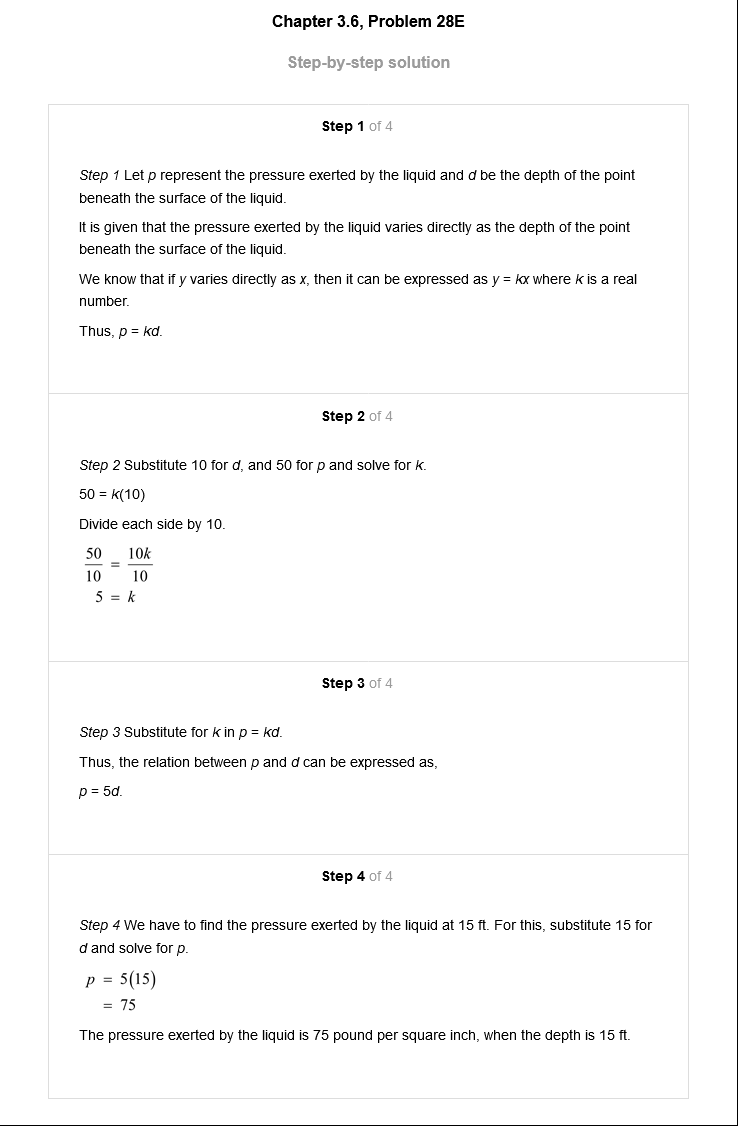 Chapter 3.6, Problem 28E
Step-by-step solution
Step 1 of 4
Step 1 Let p represent the pressure exerted by the liquid and d be the depth of the point
beneath the surface of the liquid.
It is given that the pressure exerted by the liquid varies directly as the depth of the point
beneath the surface of the liquid.
We know that if y varies directly as x, then it can be expressed as y = kx where k is a real
number.
Thus, p = kd.
Step 2 of 4
Step 2 Substitute 10 for d, and 50 for p and solve for k.
50 = k(10)
Divide each side by 10.
50/10 = 10k/10
5 = k
Step 3 of 4
Step 3 Substitute for k in p = kd.
Thus, the relation between p and d can be expressed as,
p = 5d.
Step 4 of 4
Step 4 We have to find the pressure exerted by the liquid at 15 ft. For this, substitute 15 for
d and solve for p.
p = 5(15)
= 75
The pressure exerted by the liquid is 75 pound per square inch, when the depth is 15 ft.